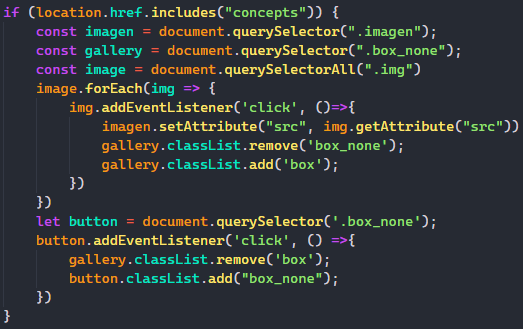 if (location.href.includes("concepts")) {
    const imagen = document.querySelector(".imagen");
    const gallery = document.querySelector(".box_none");
    const image = document.querySelectorAll(".img")
    image.forEach(img => {
        img.addEventListener('click', ()=>{
            imagen.setAttribute("src", img.getAttribute("src"))
            gallery.classList.remove('box_none');
            gallery.classList.add('box');
        })
    })
    let button = document.querySelector('.box_none');
    button.addEventListener('click', () =>{
        gallery.classList.remove('box');
        button.classList.add("box_none");
    })
}